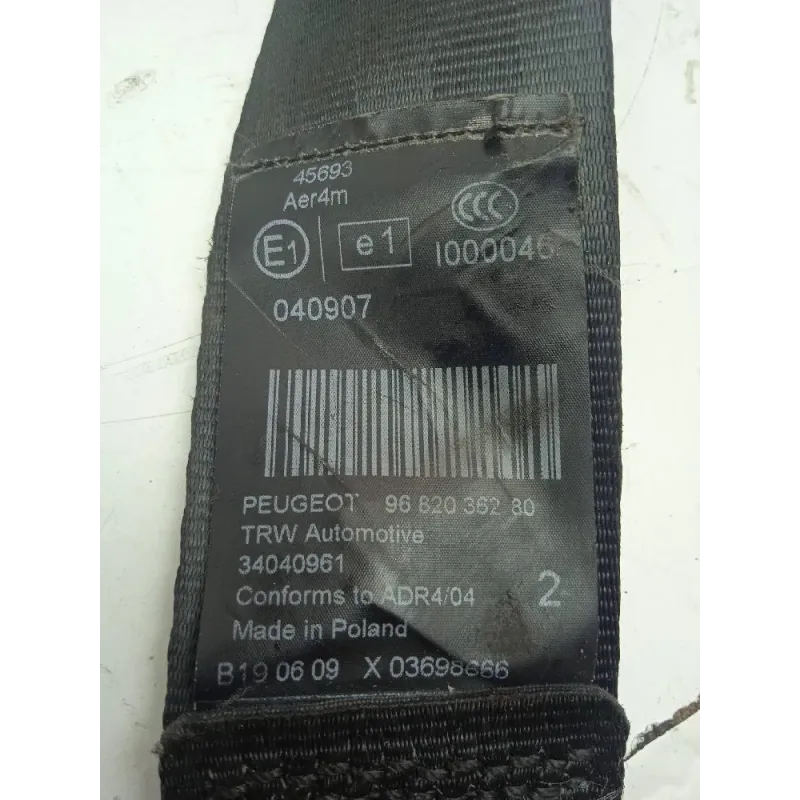 45693
Aer4m
E1 e1 CCC I000046
040907
PEUGEOT 96 820 362 80
TRW Automotive
34040961
Conforms to ADR4/04 2
Made in Poland
B19 06 09 X 03698666